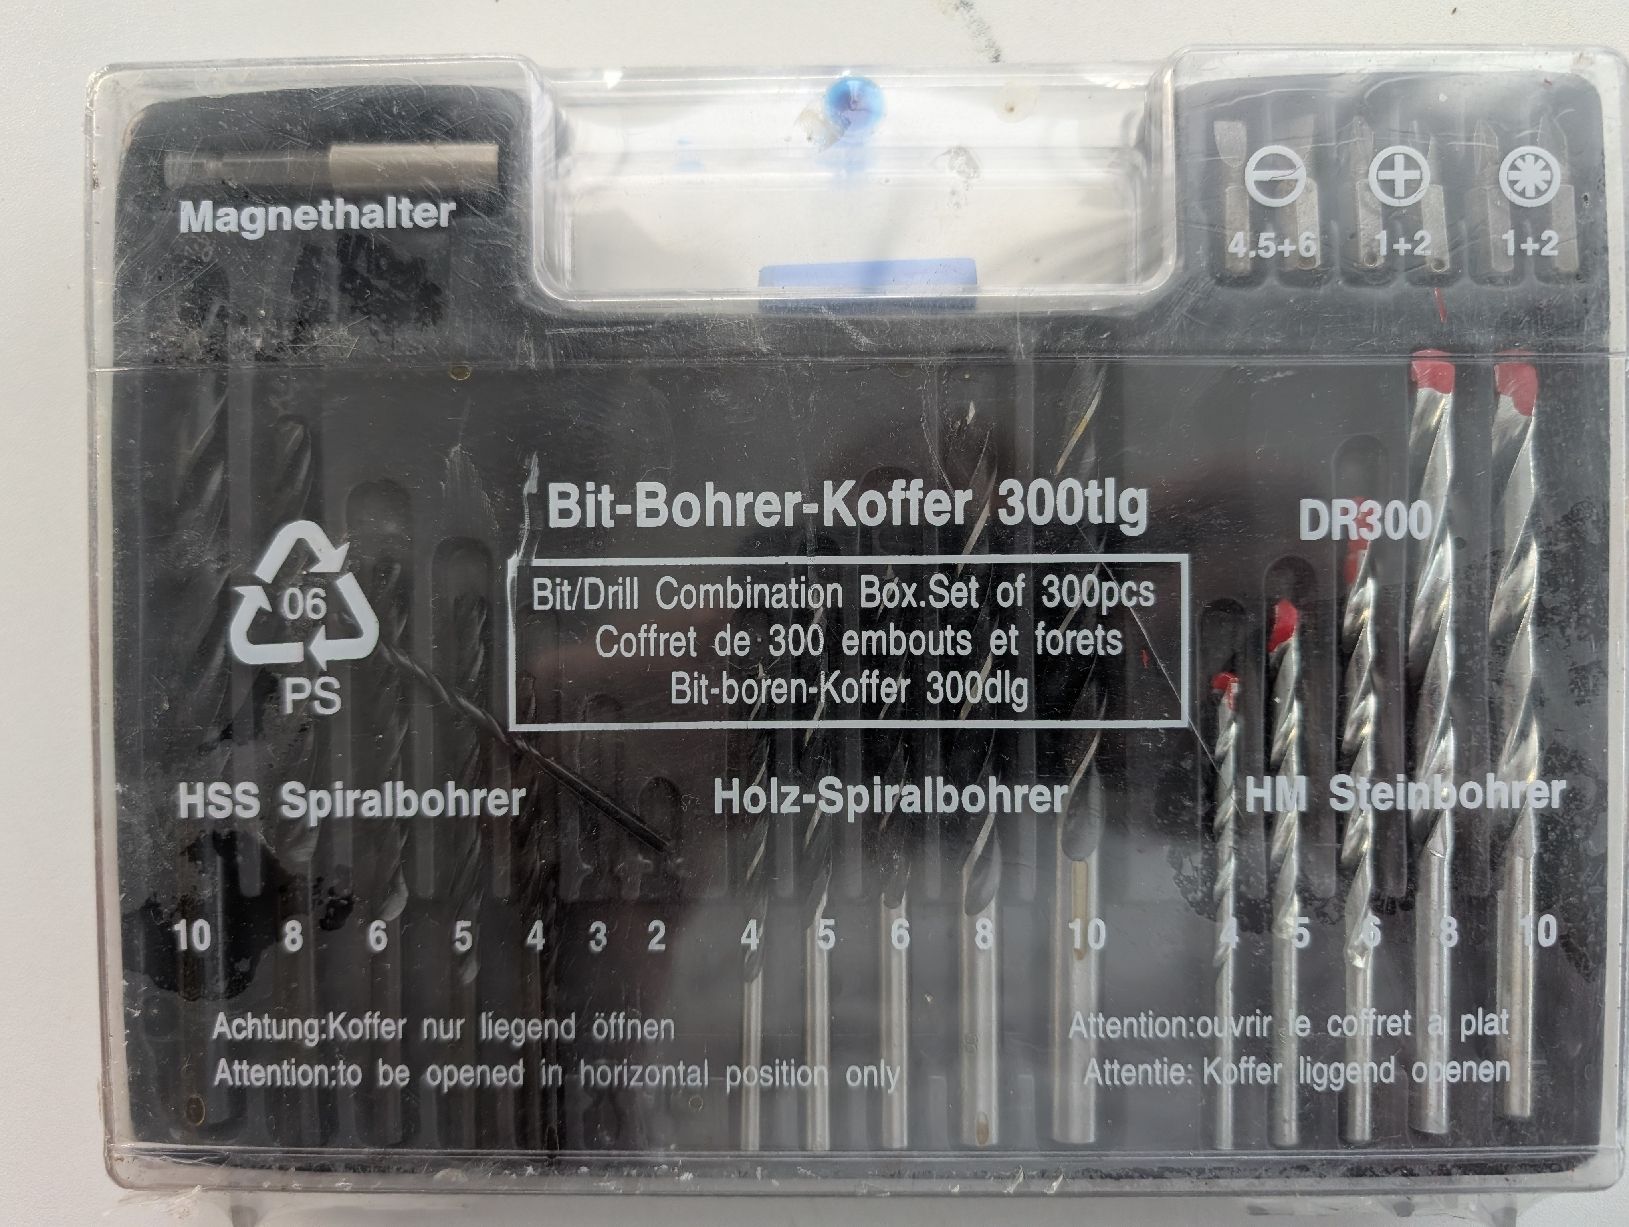 Magnethalter
4.5+6 1+2 1+2
Bit-Bohrer-Koffer 300tlg
DR300
Bit/Drill Combination Box.Set of 300pcs
Coffret de 300 embouts et forets
Bit-boren-Koffer 300dlg
06
PS
HSS Spiralbohrer
Holz-Spiralbohrer
HM Steinbohrer
10 8 6 5 4 3 2
4 5 6 8 10
4 5 6 8 10
Achtung:Koffer nur liegend öffnen
Attention:to be opened in horizontal position only
Attention:ouvrir le coffret à plat
Attentie: Koffer liggend openen